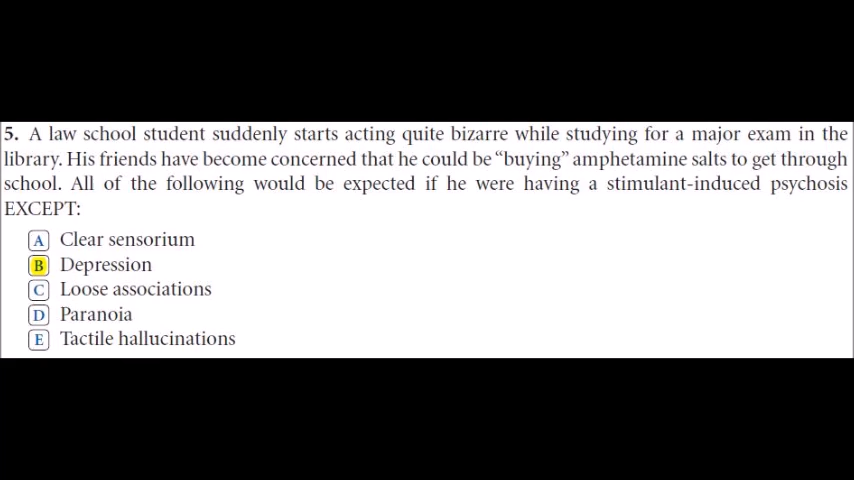 5. A law school student suddenly starts acting quite bizarre while studying for a major exam in the
library. His friends have become concerned that he could be “buying” amphetamine salts to get through
school. All of the following would be expected if he were having a stimulant-induced psychosis
EXCEPT:
A Clear sensorium
B Depression
C Loose associations
D Paranoia
E Tactile hallucinations